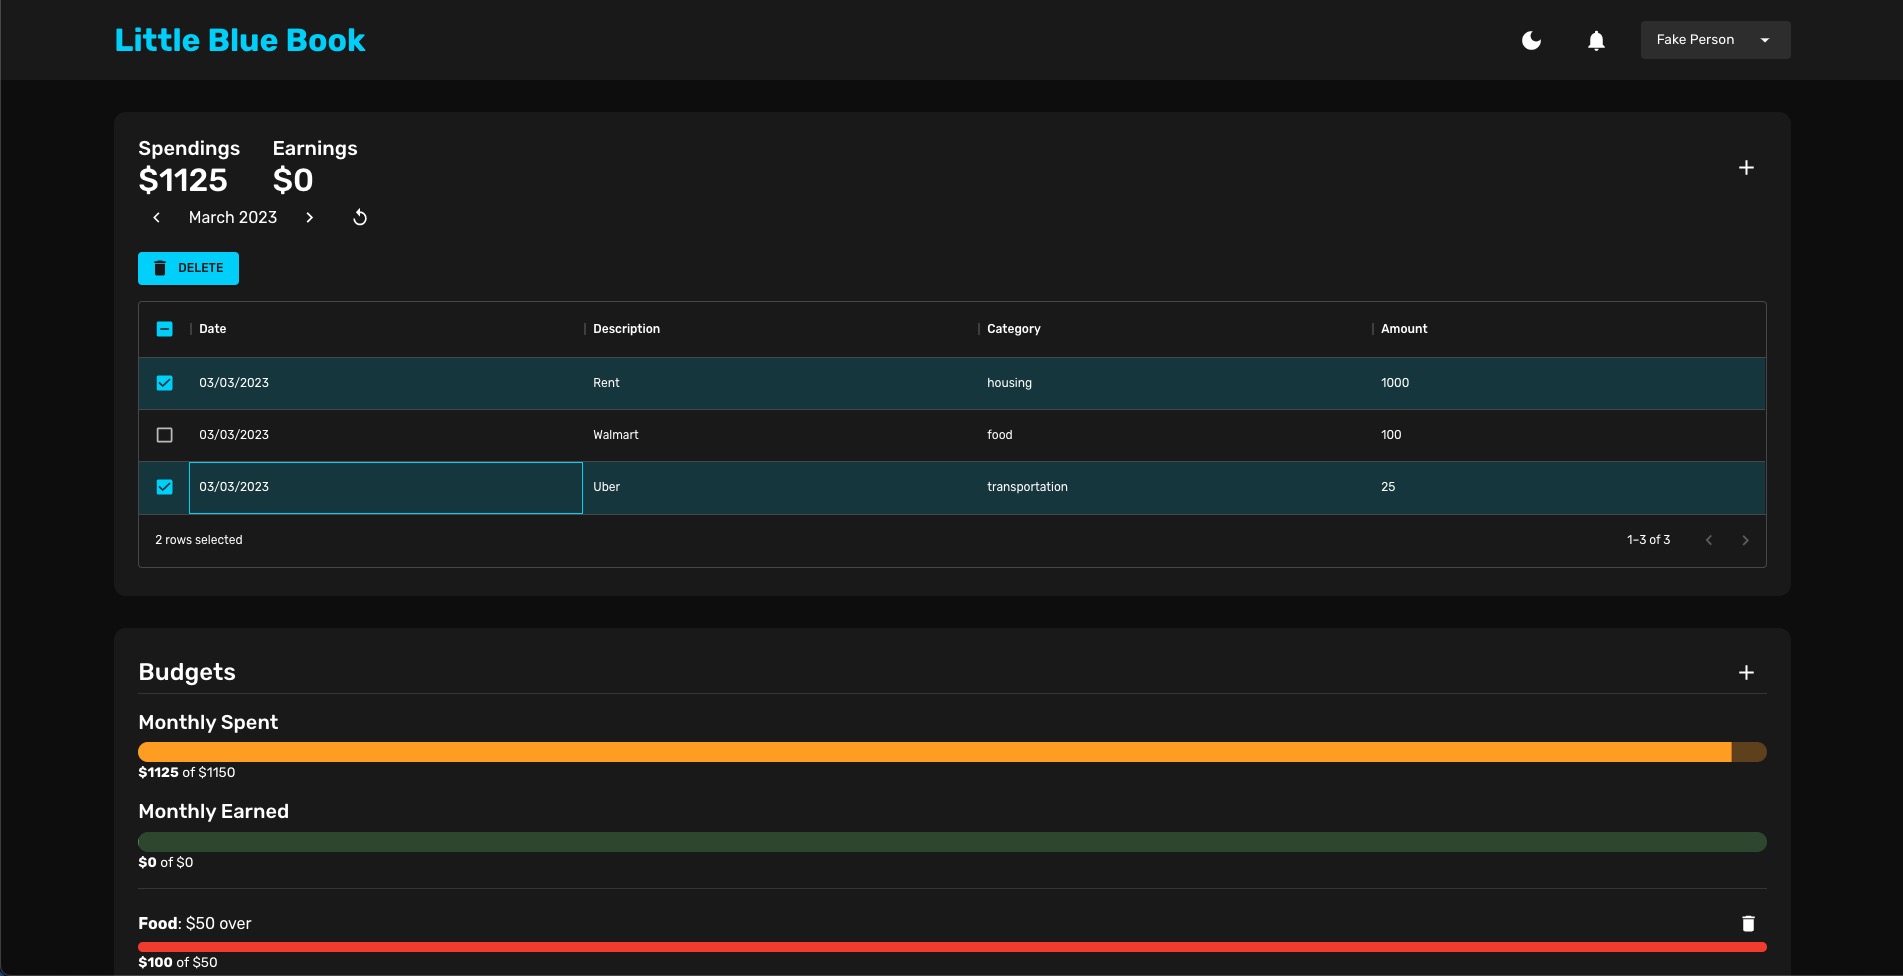 Little Blue Book
Fake Person
Spendings Earnings
$1125 $0
March 2023
DELETE
Date Description Category Amount
03/03/2023 Rent housing 1000
03/03/2023 Walmart food 100
03/03/2023 Uber transportation 25
2 rows selected 1–3 of 3
Budgets
Monthly Spent
$1125 of $1150
Monthly Earned
$0 of $0
Food: $50 over
$100 of $50